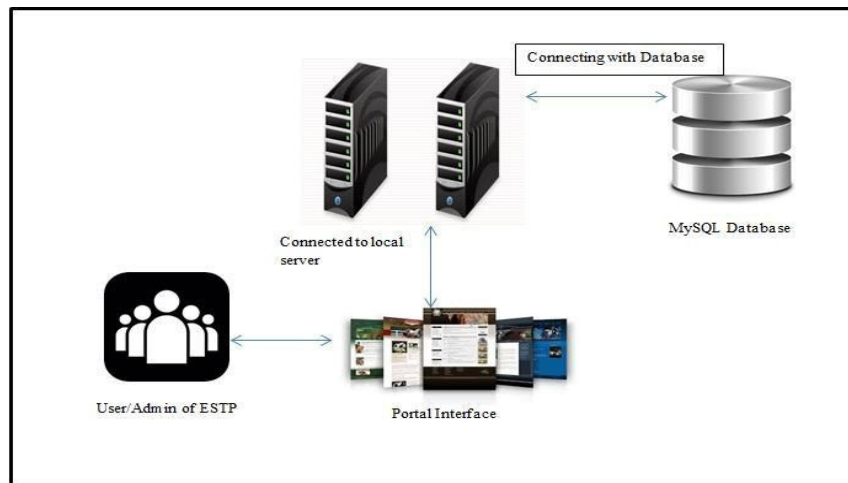 Connecting with Database
MySQL Database
Connected to local
server
User/Admin of ESTP
Portal Interface